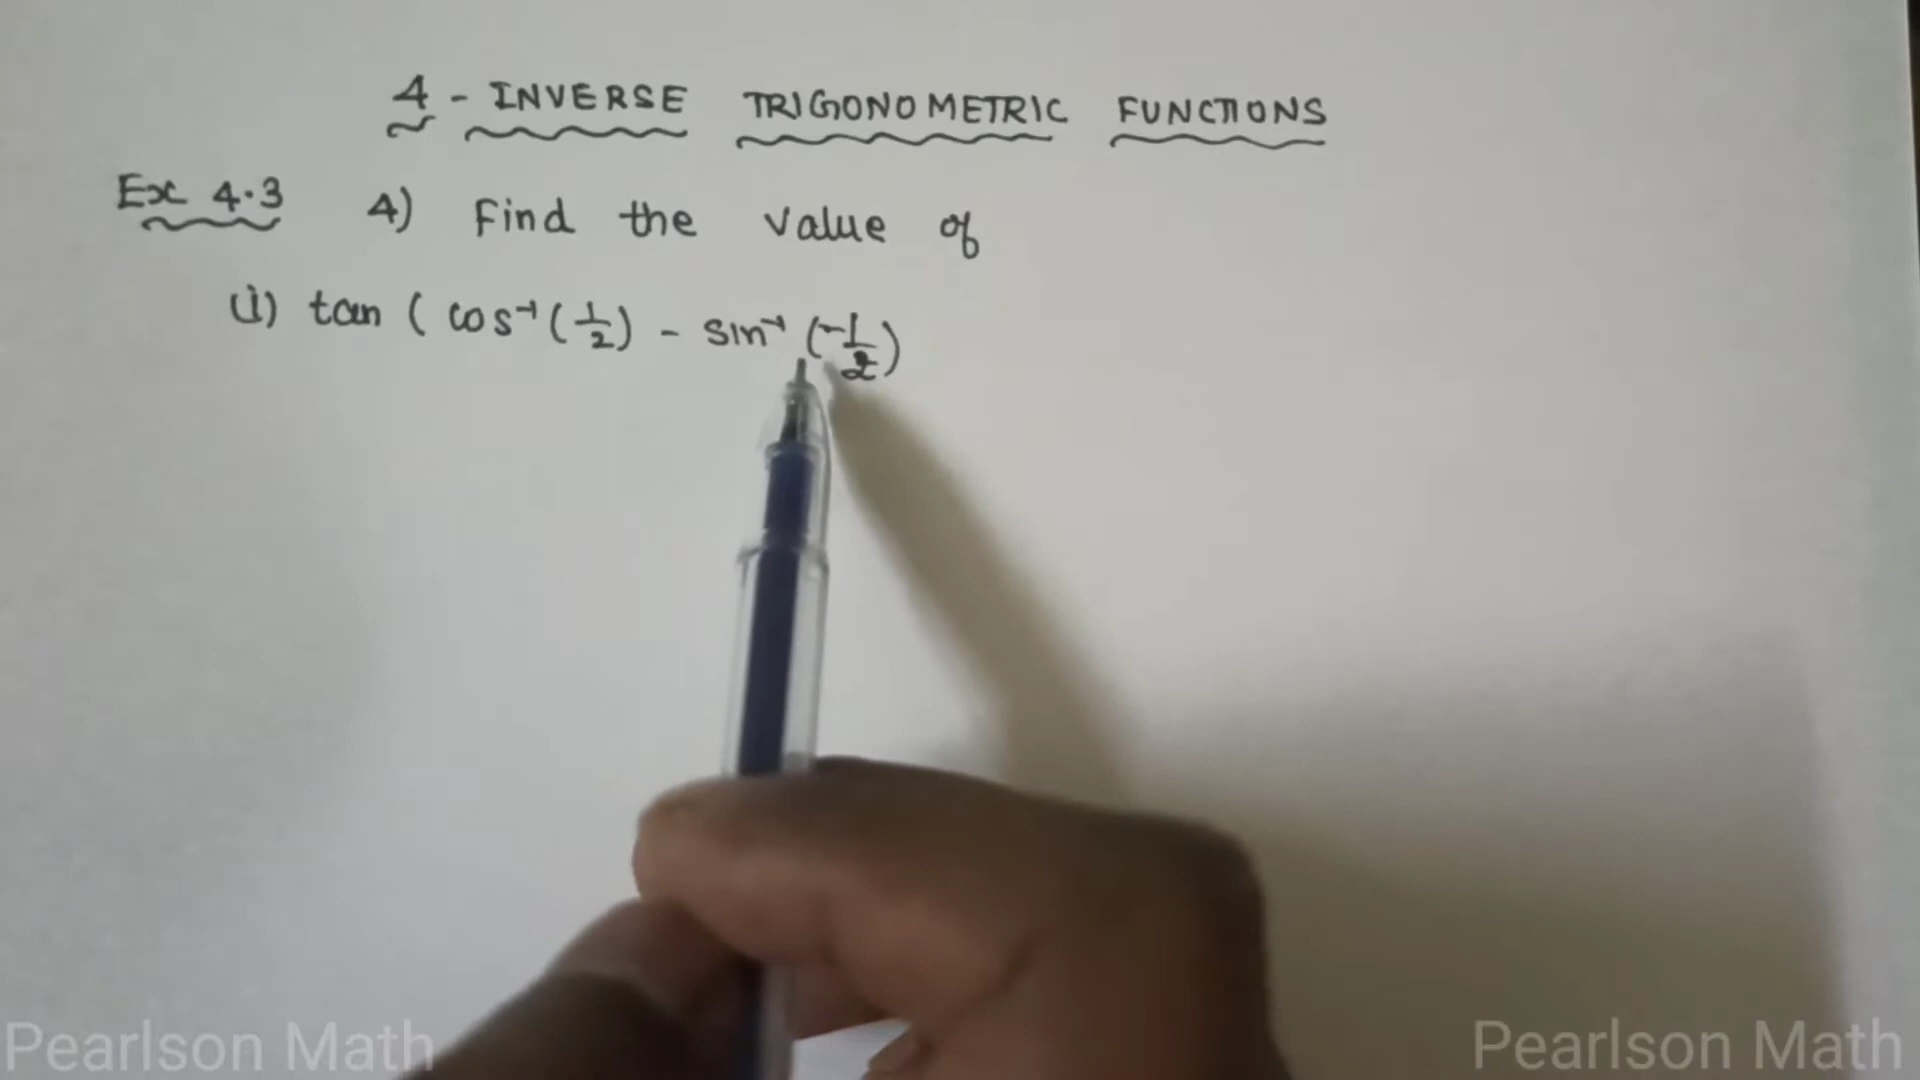 4 - INVERSE TRIGONOMETRIC FUNCTIONS
Ex 4.3 4) Find the value of
(i) tan ( cos⁻¹ (1/2) - sin⁻¹ (-1/2)
Pearlson Math Pearlson Math